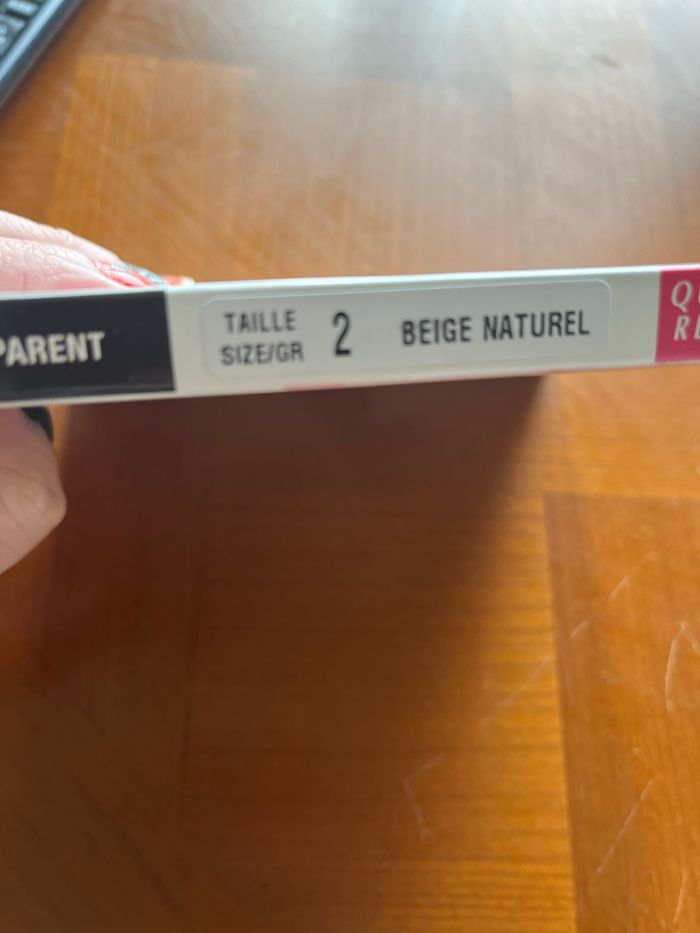 PARENT
TAILLE
SIZE/GR
2
BEIGE NATUREL